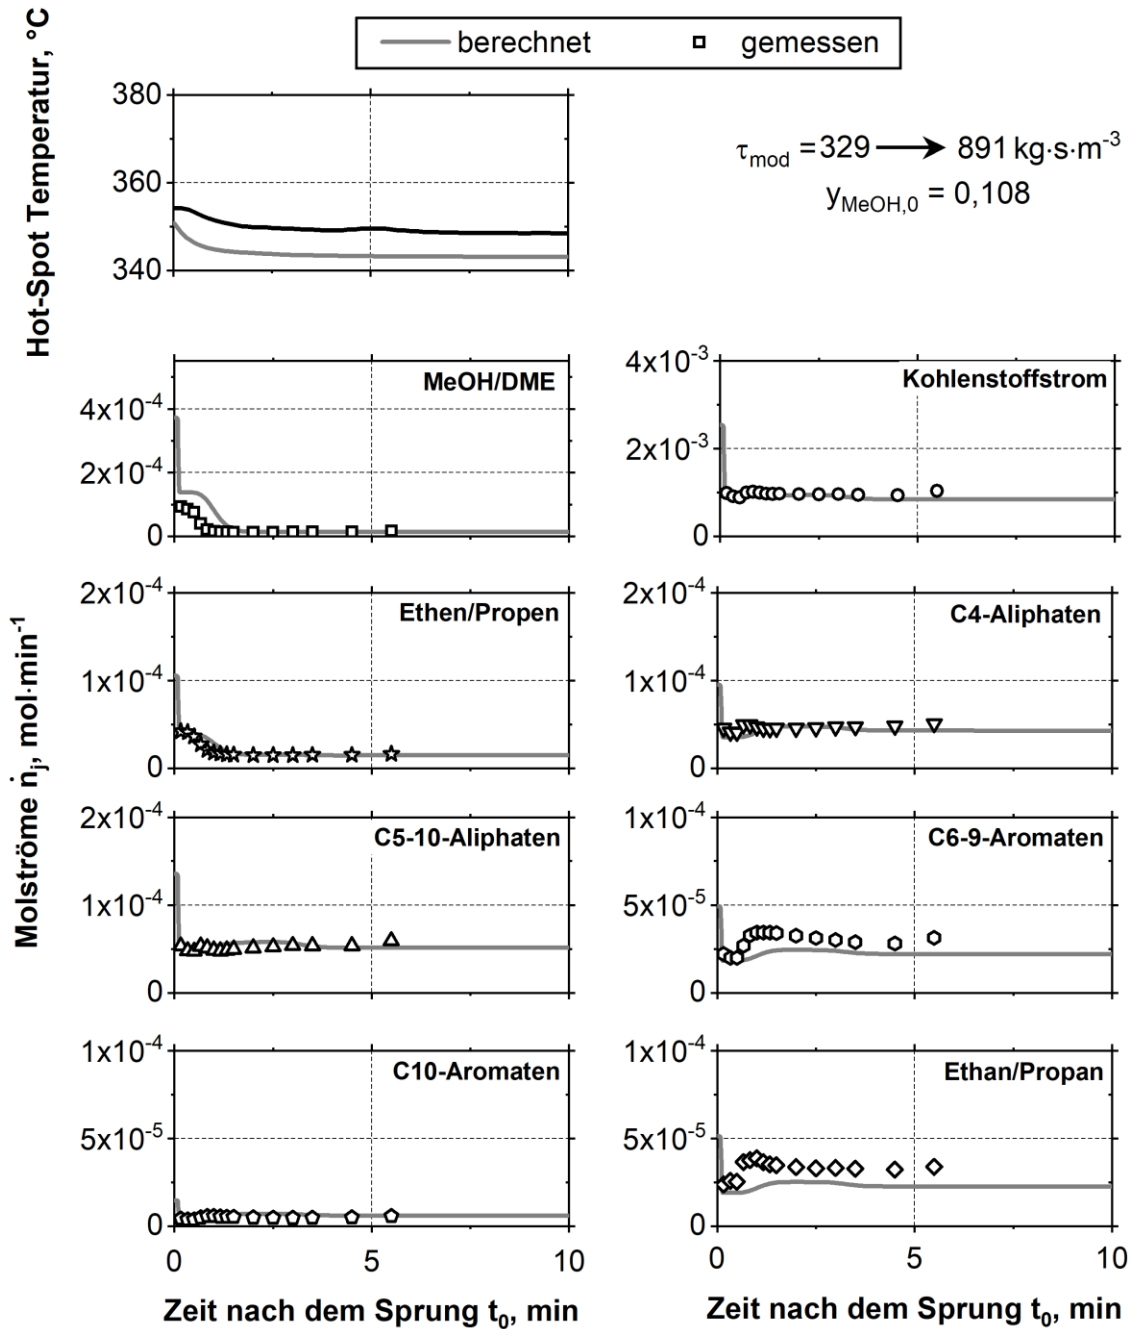 berechnet gemessen
Hot-Spot Temperatur, °C
380
360
340
τmod = 329 → 891 kg·s·m⁻³
yMeOH,0 = 0,108
Molströme ṅj, mol·min⁻¹
MeOH/DME
4x10⁻⁴
2x10⁻⁴
0
Kohlenstoffstrom
4x10⁻³
2x10⁻³
0
Ethen/Propen
2x10⁻⁴
1x10⁻⁴
0
C4-Aliphaten
2x10⁻⁴
1x10⁻⁴
0
C5-10-Aliphaten
2x10⁻⁴
1x10⁻⁴
0
C6-9-Aromaten
1x10⁻⁴
5x10⁻⁵
0
C10-Aromaten
1x10⁻⁴
5x10⁻⁵
0
0 5 10
Zeit nach dem Sprung t₀, min
Ethan/Propan
1x10⁻⁴
5x10⁻⁵
0
0 5 10
Zeit nach dem Sprung t₀, min